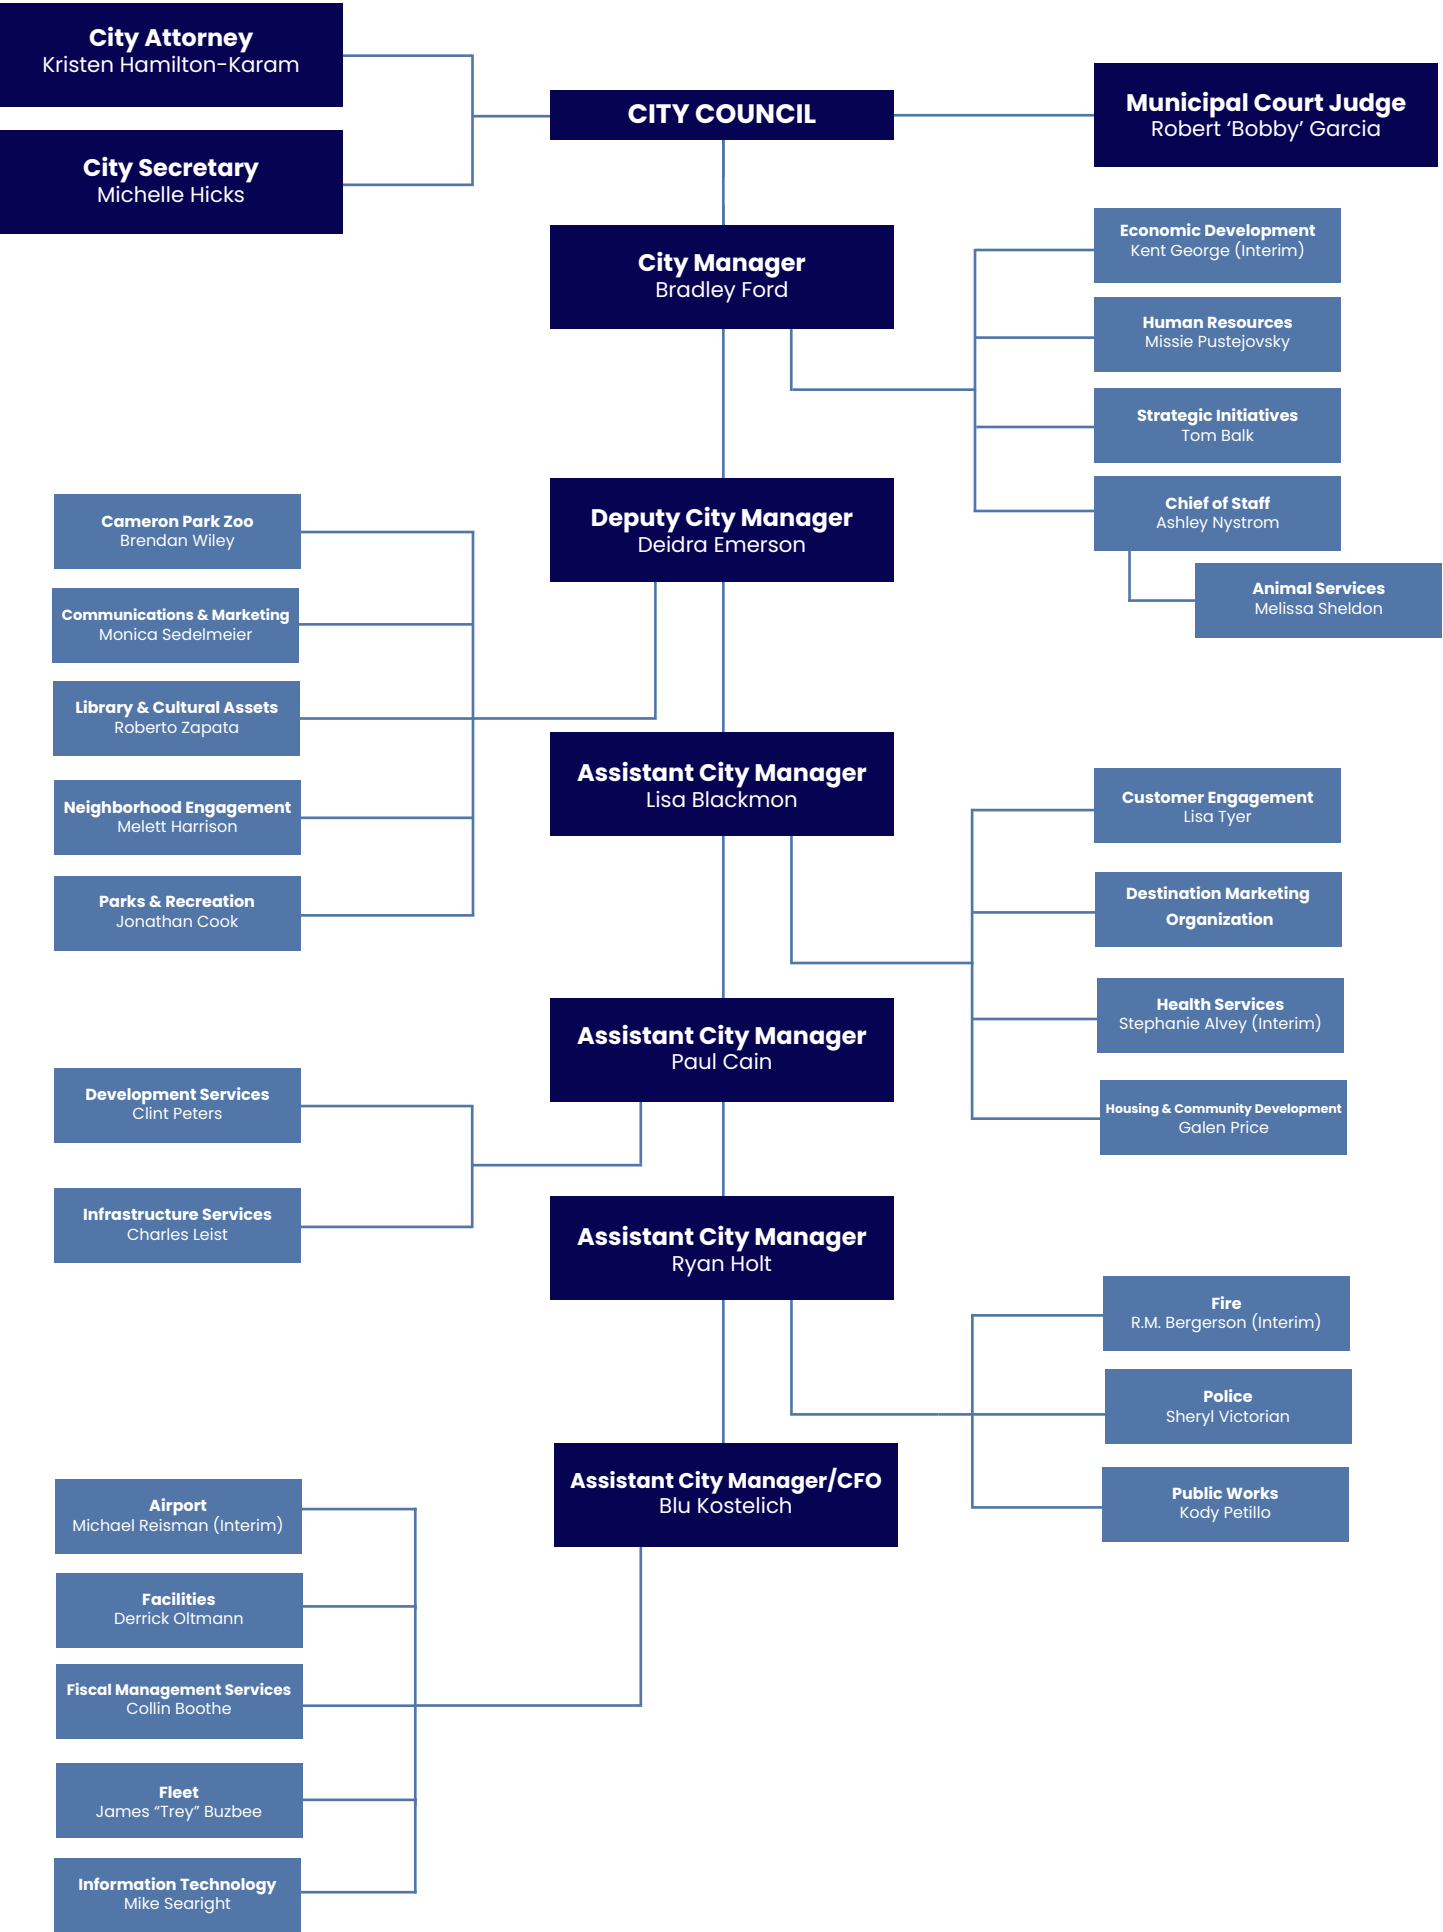 City Attorney
Kristen Hamilton-Karam
City Secretary
Michelle Hicks
CITY COUNCIL
Municipal Court Judge
Robert ‘Bobby’ Garcia
City Manager
Bradley Ford
Economic Development
Kent George (Interim)
Human Resources
Missie Pustejovsky
Strategic Initiatives
Tom Balk
Chief of Staff
Ashley Nystrom
Animal Services
Melissa Sheldon
Deputy City Manager
Deidra Emerson
Cameron Park Zoo
Brendan Wiley
Communications & Marketing
Monica Sedelmeier
Library & Cultural Assets
Roberto Zapata
Neighborhood Engagement
Melett Harrison
Parks & Recreation
Jonathan Cook
Assistant City Manager
Lisa Blackmon
Customer Engagement
Lisa Tyer
Destination Marketing
Organization
Health Services
Stephanie Alvey (Interim)
Housing & Community Development
Galen Price
Assistant City Manager
Paul Cain
Development Services
Clint Peters
Infrastructure Services
Charles Leist
Assistant City Manager
Ryan Holt
Fire
R.M. Bergerson (Interim)
Police
Sheryl Victorian
Public Works
Kody Petillo
Assistant City Manager/CFO
Blu Kostelich
Airport
Michael Reisman (Interim)
Facilities
Derrick Oltmann
Fiscal Management Services
Collin Boothe
Fleet
James “Trey” Buzbee
Information Technology
Mike Searight